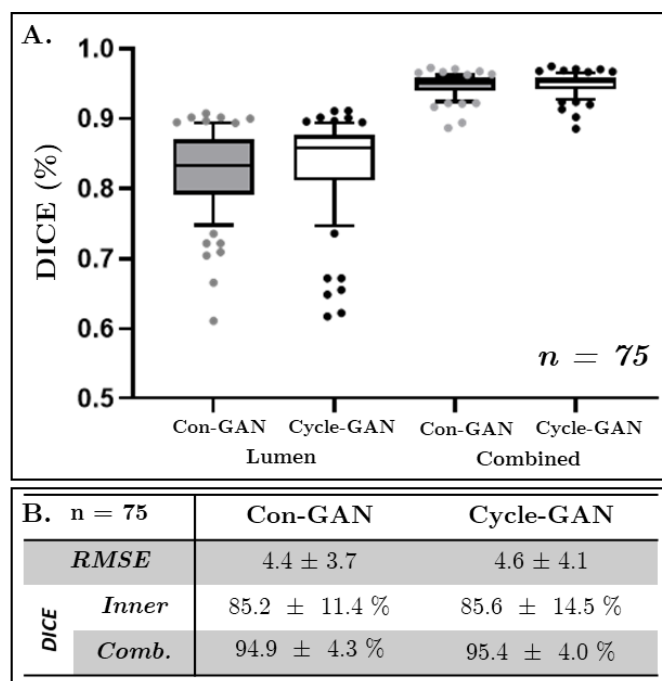 A.
DICE (%)
1.0
0.9
0.8
0.7
0.6
0.5
n = 75
Con-GAN Cycle-GAN Con-GAN Cycle-GAN
Lumen Combined
B. n = 75 Con-GAN Cycle-GAN
RMSE 4.4 ± 3.7 4.6 ± 4.1
DICE
Inner 85.2 ± 11.4 % 85.6 ± 14.5 %
Comb. 94.9 ± 4.3 % 95.4 ± 4.0 %